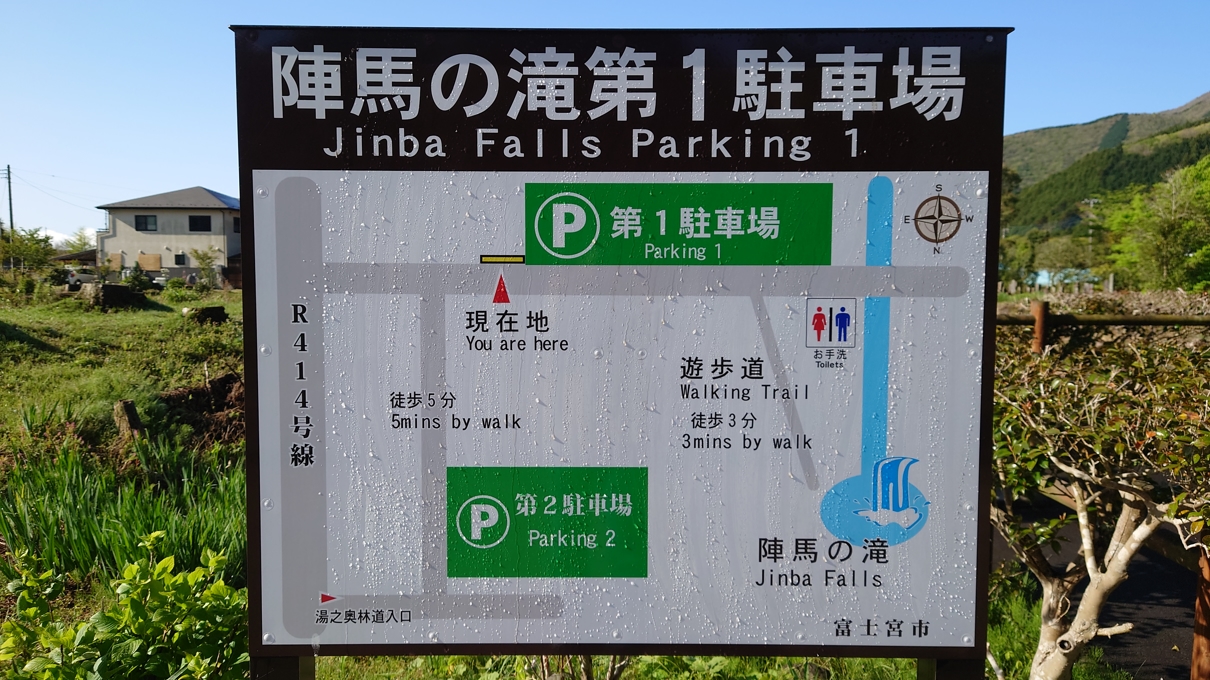 陣馬の滝第1駐車場
Jinba Falls Parking 1
P 第1駐車場
Parking 1
S
E W
N
現在地
You are here
お手洗
Toilets
R414号線
遊歩道
Walking Trail
徒歩3分
3mins by walk
徒歩5分
5mins by walk
P 第2駐車場
Parking 2
陣馬の滝
Jinba Falls
湯之奥林道入口
富士宮市